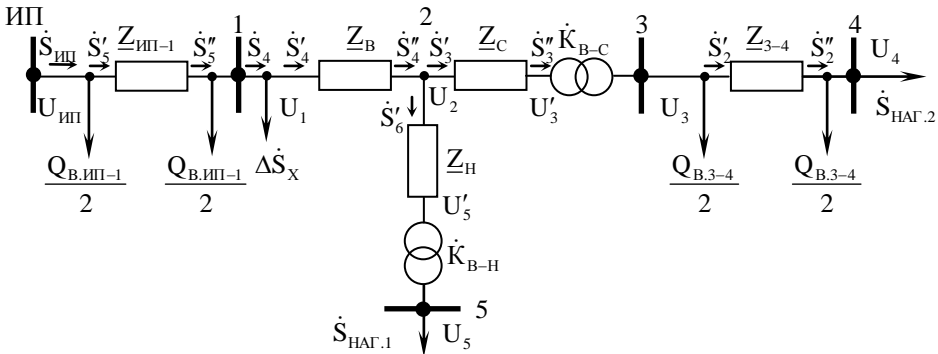 ИП 1 2 3 4
Ṡ_ИП Ṡ′_5 Z_ИП−1 Ṡ″_5 Ṡ_4 Ṡ′_4 Z_В Ṡ″_4 Ṡ′_3 Z_С Ṡ″_3 K̇_В−С Ṡ′_2 Z_3−4 Ṡ″_2 U_4
U_ИП U_1 Ṡ′_6 U_2 U′_3 U_3 Ṡ_НАГ.2
Q_В.ИП−1 Q_В.ИП−1 ΔṠ_Х Z_Н Q_В.3−4 Q_В.3−4
2 2 2 2
U′_5
K̇_В−Н
5
Ṡ_НАГ.1 U_5